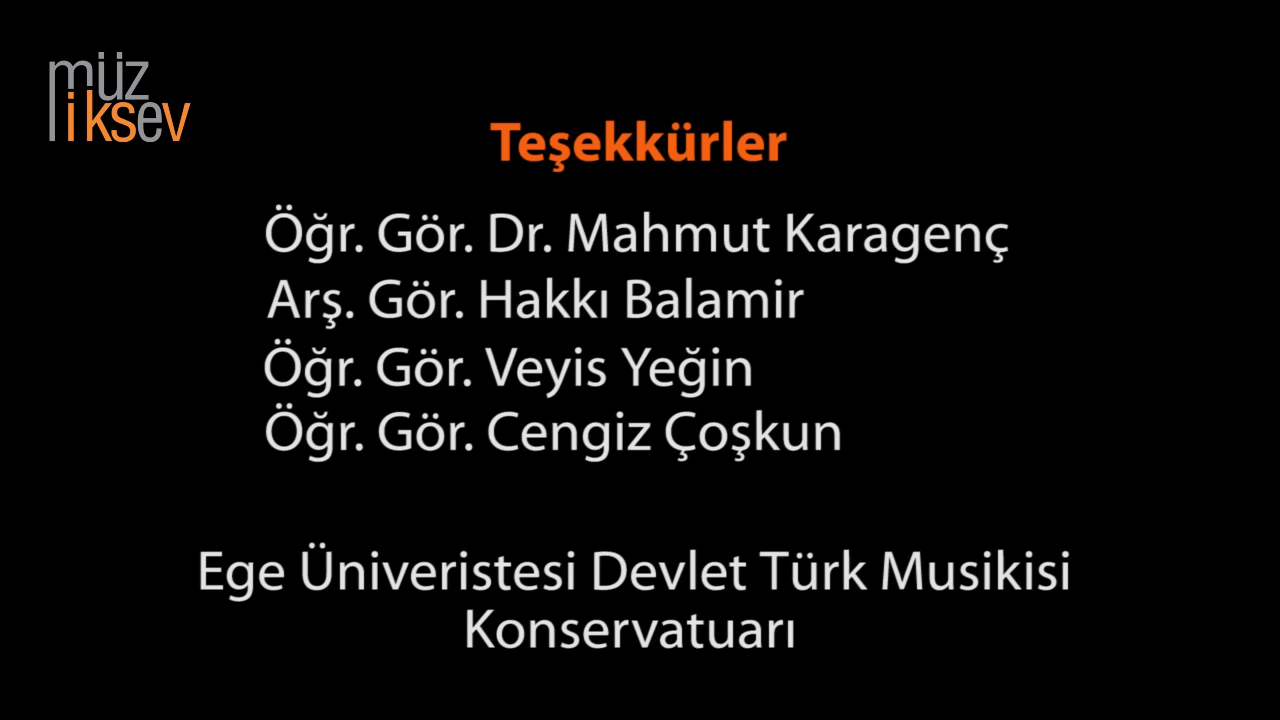 müz
iksev
Teşekkürler
Öğr. Gör. Dr. Mahmut Karagenç
Arş. Gör. Hakkı Balamir
Öğr. Gör. Veyis Yeğin
Öğr. Gör. Cengiz Çoşkun
Ege Üniveristesi Devlet Türk Musikisi
Konservatuarı